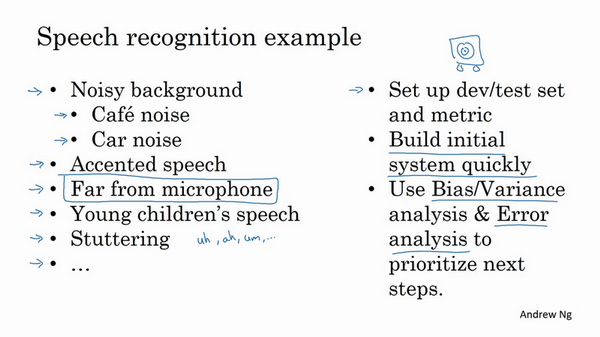 Speech recognition example
• Noisy background
• Café noise
• Car noise
• Accented speech
• Far from microphone
• Young children's speech
• Stuttering uh, ah, um, ...
• ...
• Set up dev/test set
and metric
• Build initial
system quickly
• Use Bias/Variance
analysis & Error
analysis to
prioritize next
steps.
Andrew Ng